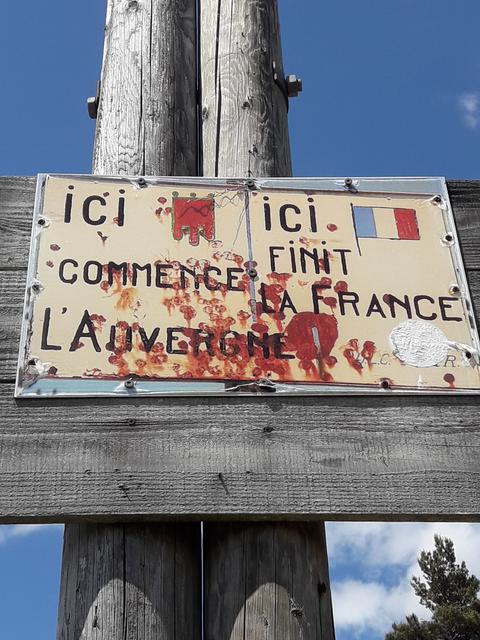 ICI
COMMENCE
L'AUVERGNE
ICI
FINIT
LA FRANCE